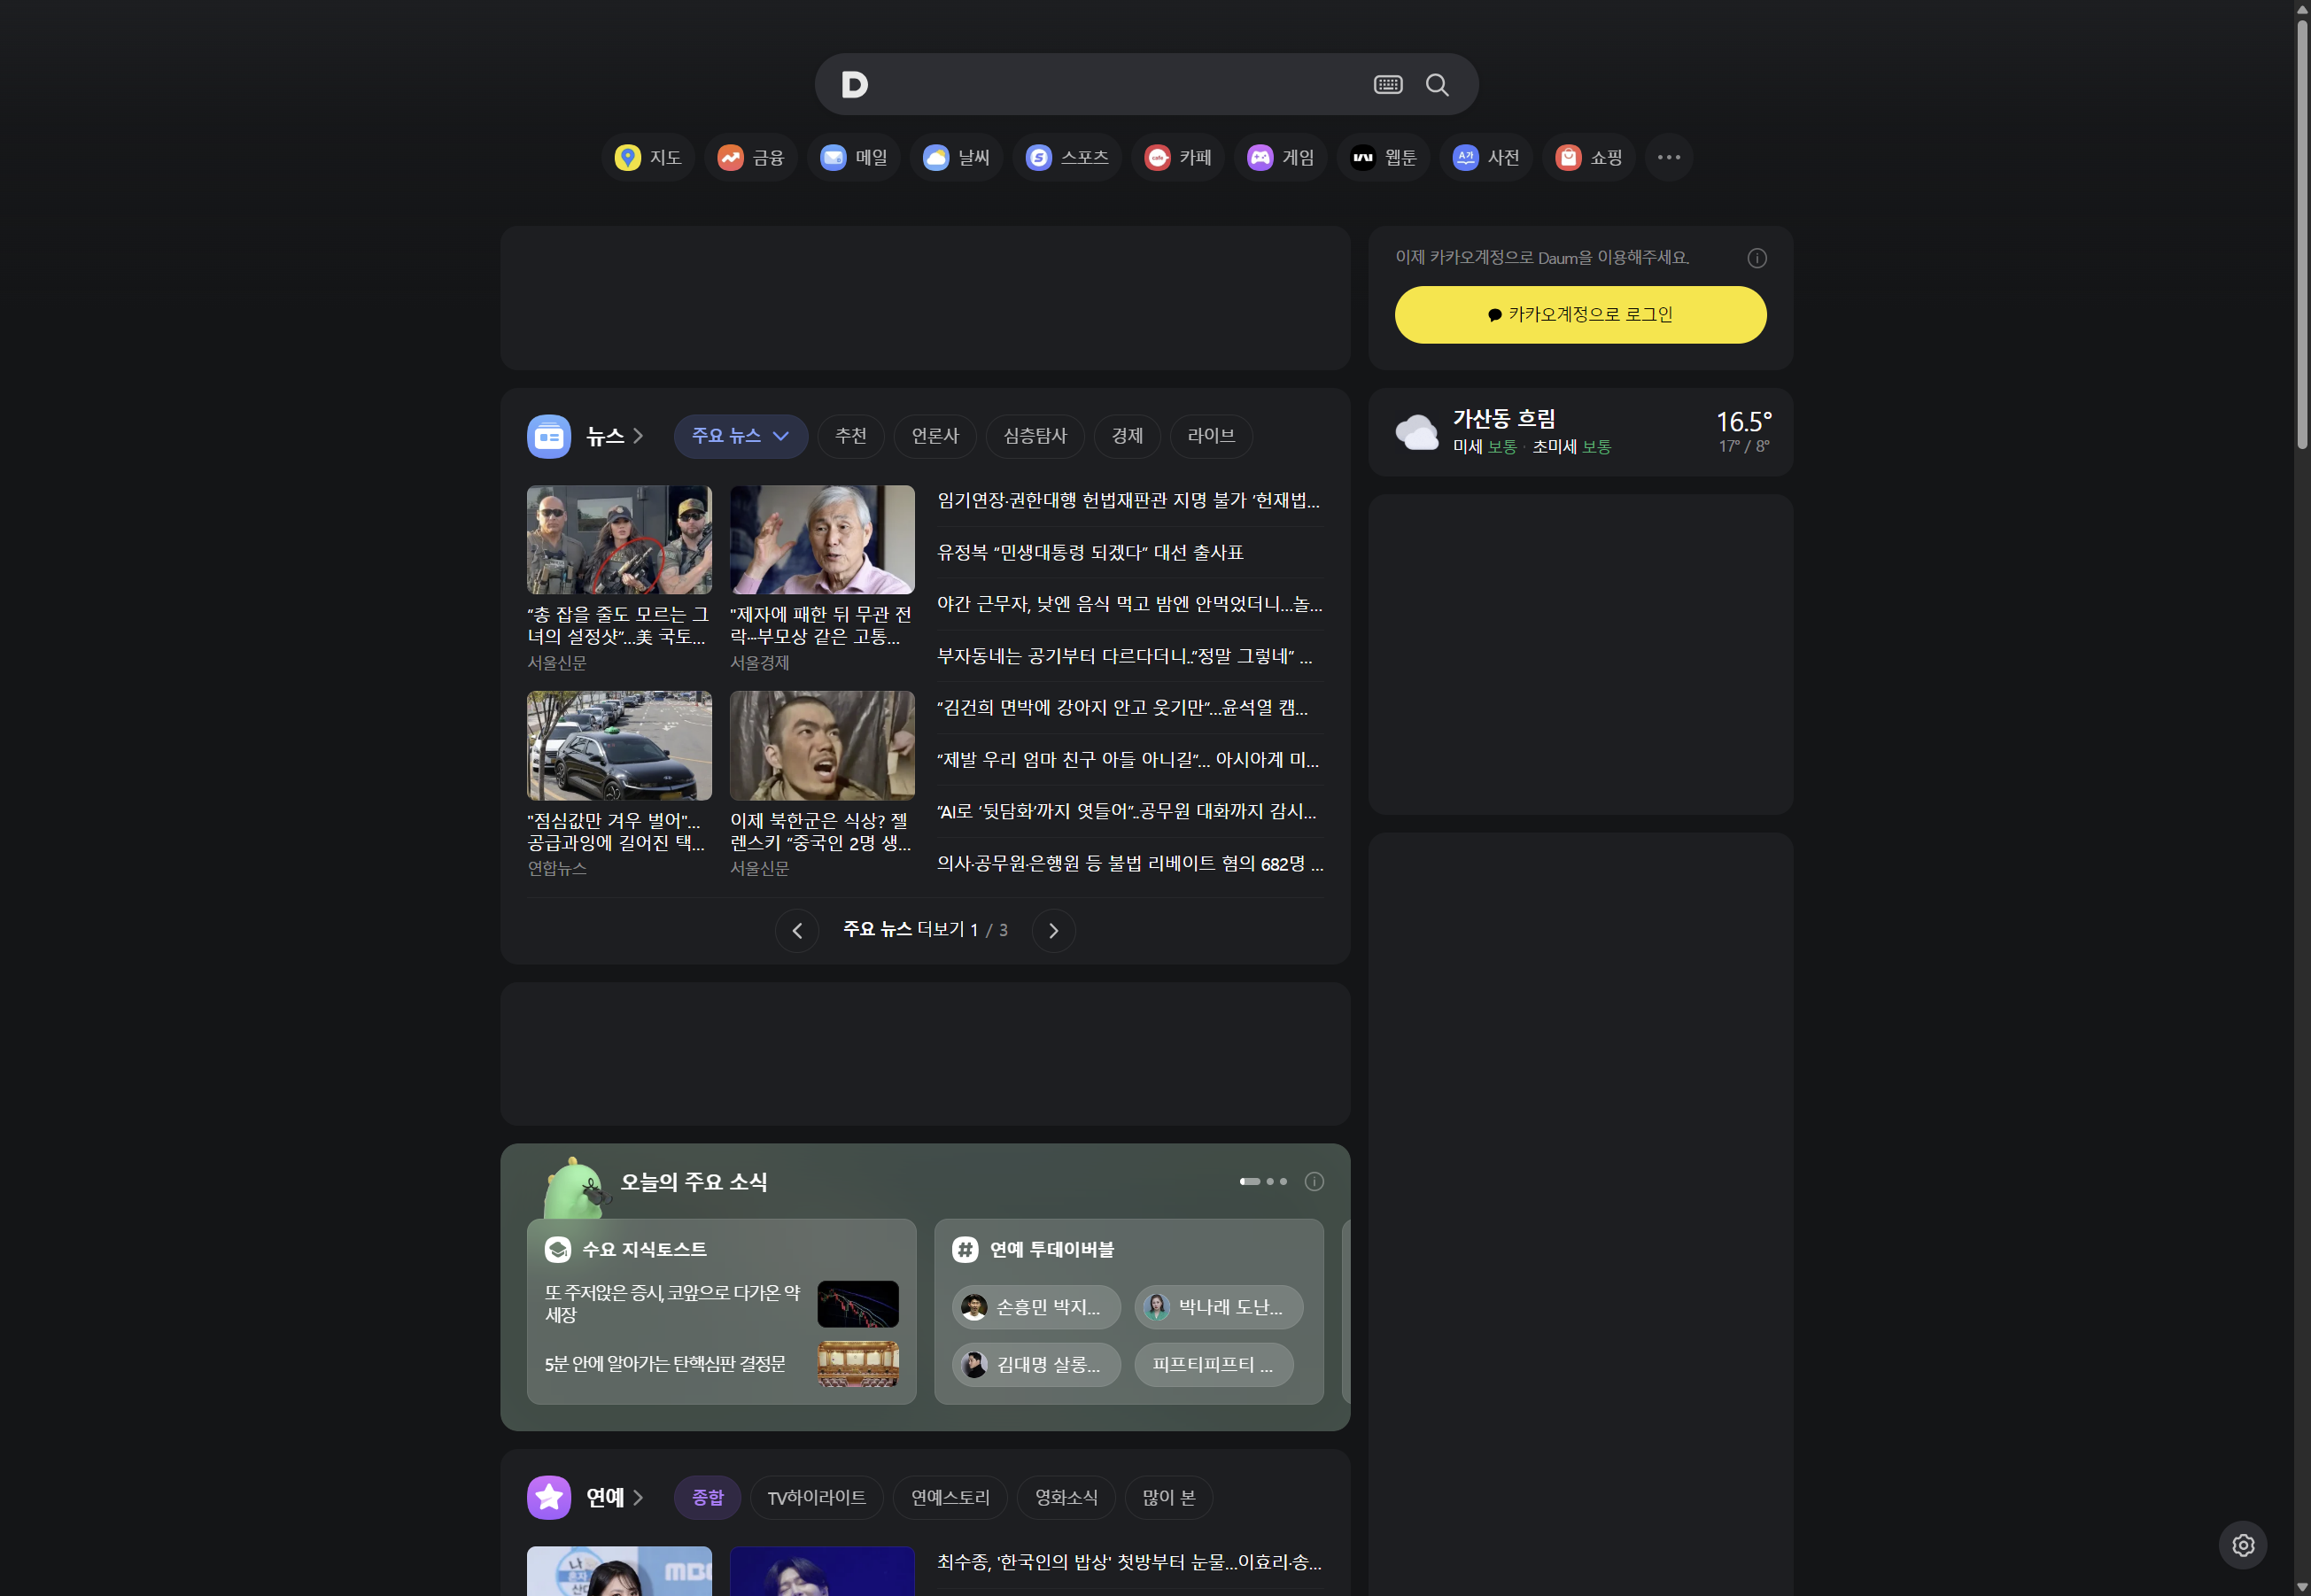 D
지도
금융
메일
날씨
스포츠
cafe
카페
게임
웹툰
A가
사전
쇼핑
이제 카카오계정으로 Daum을 이용해주세요.
카카오계정으로 로그인
뉴스
주요 뉴스
추천
언론사
심층탐사
경제
라이브
가산동 흐림
16.5°
미세 보통 · 초미세 보통
17° / 8°
“총 잡을 줄도 모르는 그
녀의 설정샷”…美 국토...
서울신문
"제자에 패한 뒤 무관 전
락…부모상 같은 고통...
서울경제
"점심값만 겨우 벌어"…
공급과잉에 길어진 택...
연합뉴스
이제 북한군은 식상? 젤
렌스키 “중국인 2명 생...
서울신문
임기연장·권한대행 헌법재판관 지명 불가 ‘헌재법...
유정복 “민생대통령 되겠다” 대선 출사표
야간 근무자, 낮엔 음식 먹고 밤엔 안먹었더니…놀...
부자동네는 공기부터 다르다더니.."정말 그렇네" ...
“김건희 면박에 강아지 안고 웃기만”…윤석열 캠...
“제발 우리 엄마 친구 아들 아니길”… 아시아계 미...
"AI로 '뒷담화'까지 엿들어"..공무원 대화까지 감시...
의사·공무원·은행원 등 불법 리베이트 혐의 682명 ...
주요 뉴스 더보기 1 / 3
오늘의 주요 소식
수요 지식토스트
또 주저앉은 증시, 코앞으로 다가온 약
세장
5분 안에 알아가는 탄핵심판 결정문
연예 투데이버블
손흥민 박지...
박나래 도난...
김대명 살롱...
피프티피프티 ...
연예
종합
TV하이라이트
연예스토리
영화소식
많이 본
나
혼자
산다
MBC
최수종, '한국인의 밥상' 첫방부터 눈물…이효리·송...